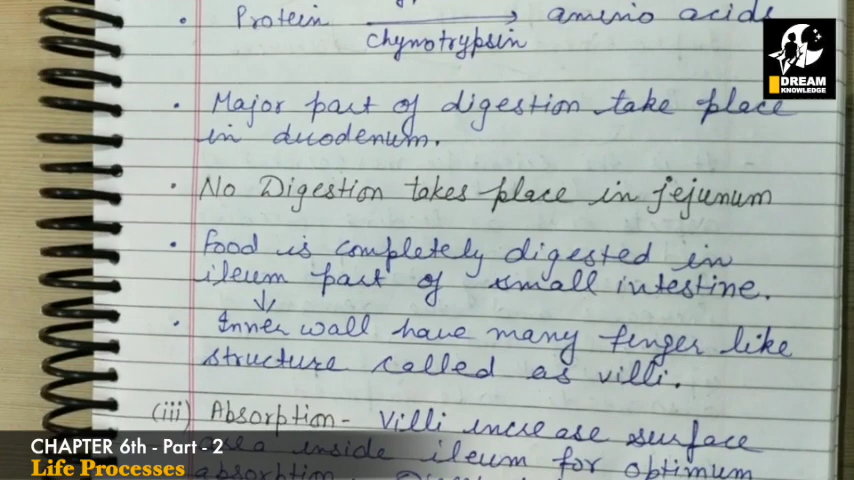 • Protein ⟶ amino acids
chymotrypsin
DREAM
KNOWLEDGE
• Major part of digestion take place
in duodenum.
• No Digestion takes place in jejunum
• Food is completely digested in
ileum part of small intestine.
↓
• Inner wall have many finger like
structure called as villi.
(iii) Absorption - Villi increase surface
area inside ileum for optimum
absorption.
CHAPTER 6th - Part - 2
Life Processes